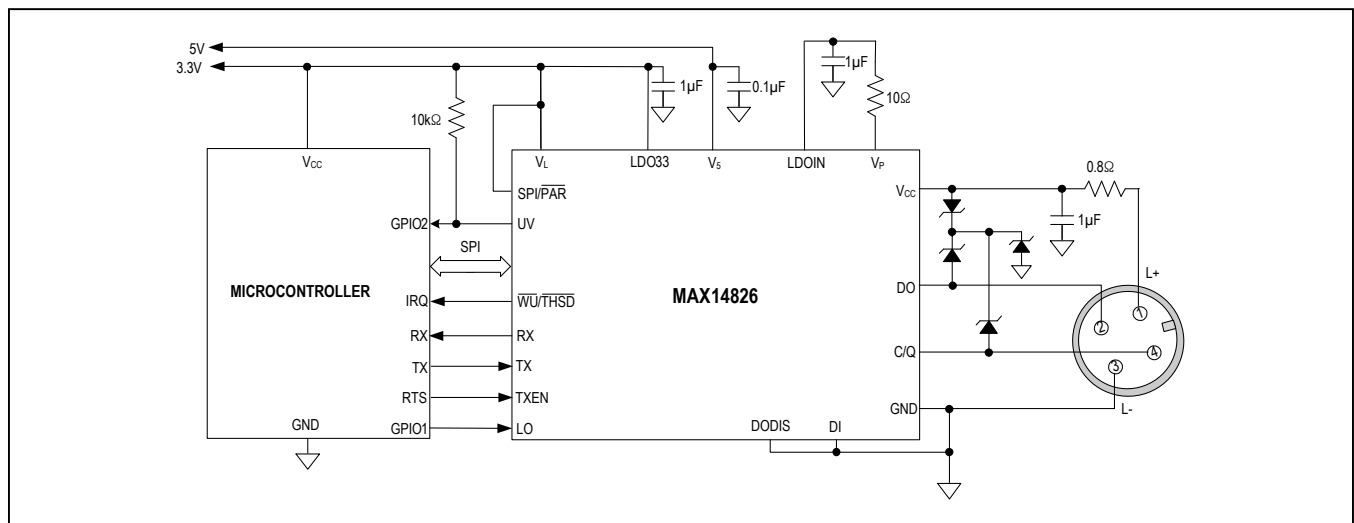 5V
3.3V
1µF
0.1µF
1µF
10Ω
10kΩ
VCC
VL
LDO33
V5
LDOIN
VP
SPI/PAR
VCC
0.8Ω
1µF
GPIO2
UV
SPI
L+
MICROCONTROLLER
MAX14826
DO
IRQ
WU/THSD
1
2
RX
RX
C/Q
4
TX
TX
3
RTS
TXEN
GND
L-
GND
GPIO1
LO
DODIS
DI